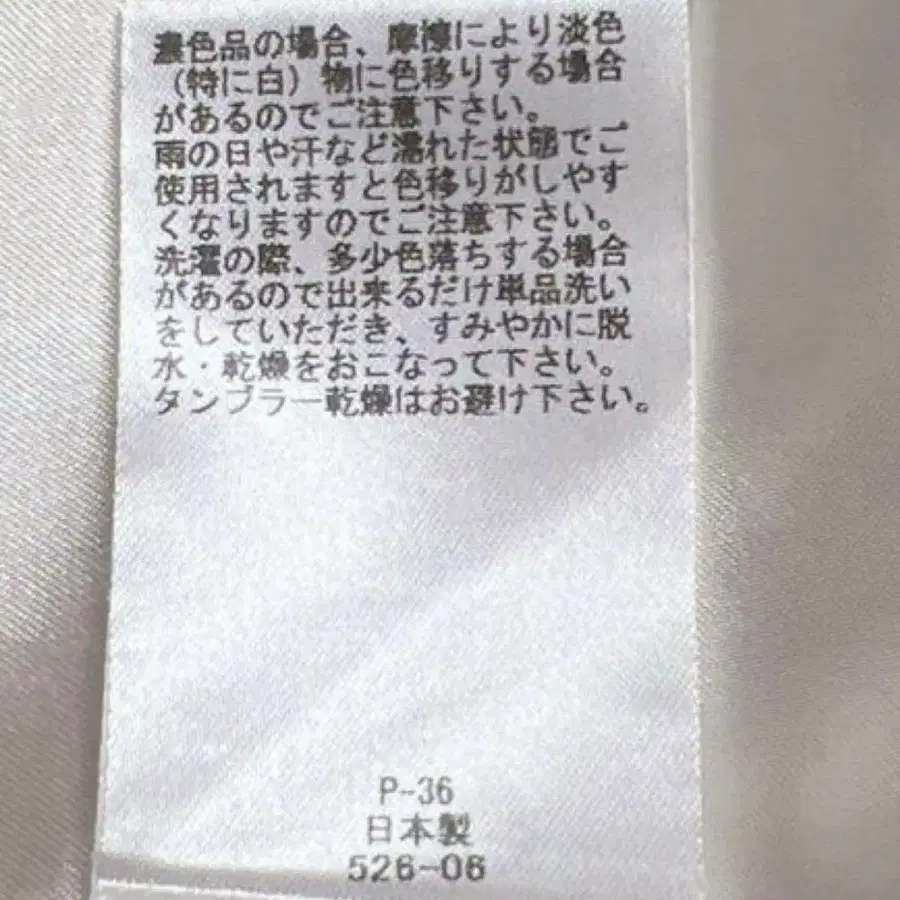 濃色品の場合、摩擦により淡色
（特に白）物に色移りする場合
があるのでご注意下さい。
雨の日や汗など濡れた状態でご
使用されますと色移りがしやす
くなりますのでご注意下さい。
洗濯の際、多少色落ちする場合
があるので出来るだけ単品洗い
をしていただき、すみやかに脱
水・乾燥をおこなって下さい。
タンブラー乾燥はお避け下さい。
P-36
日本製
526-06